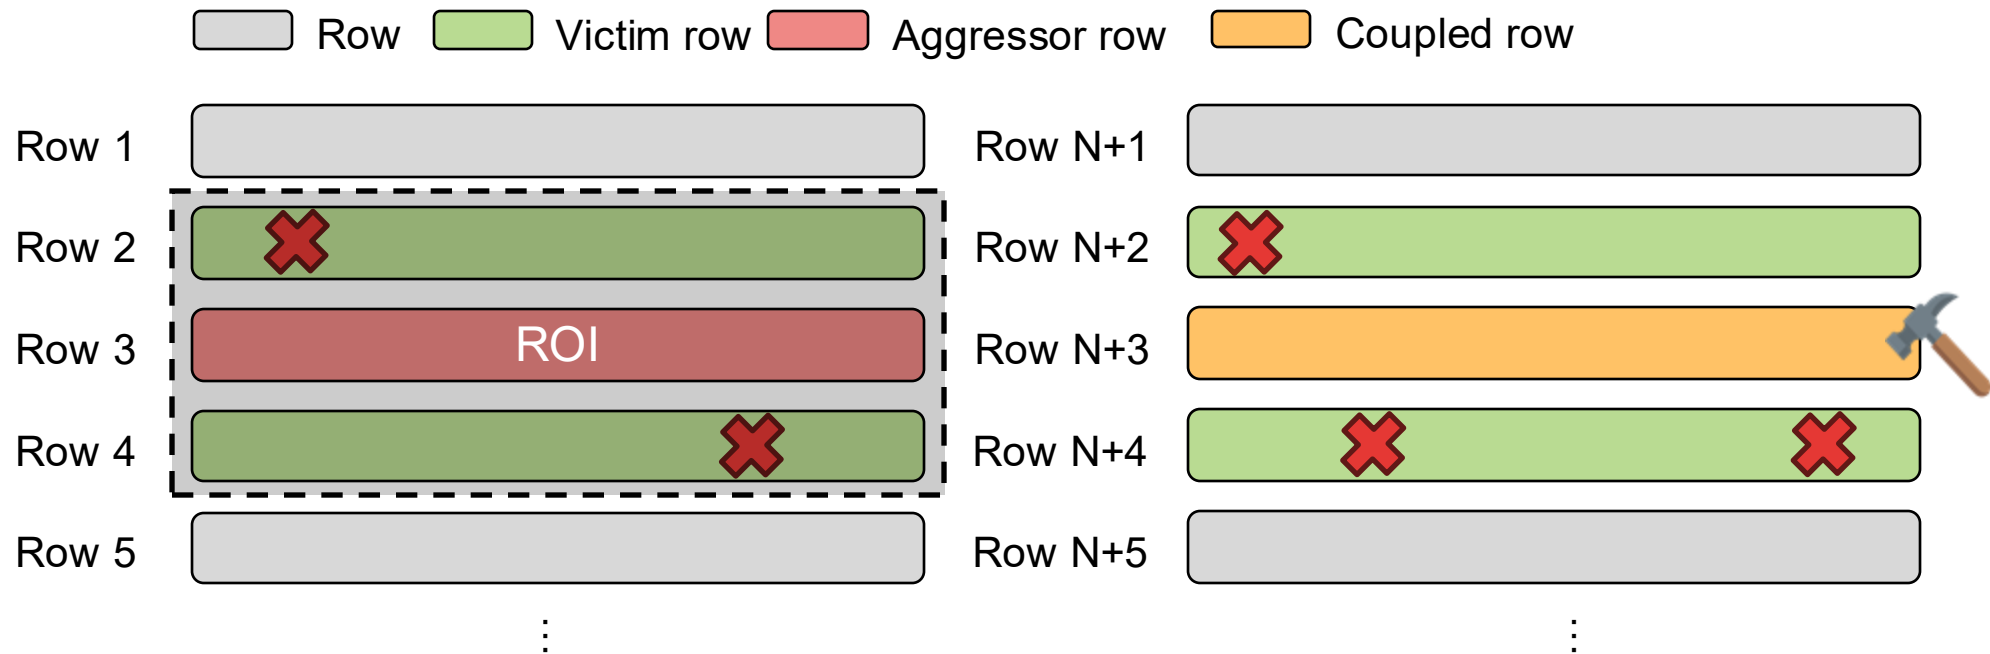 Row Victim row Aggressor row Coupled row
Row 1 Row N+1
Row 2 Row N+2
Row 3 ROI Row N+3
Row 4 Row N+4
Row 5 Row N+5